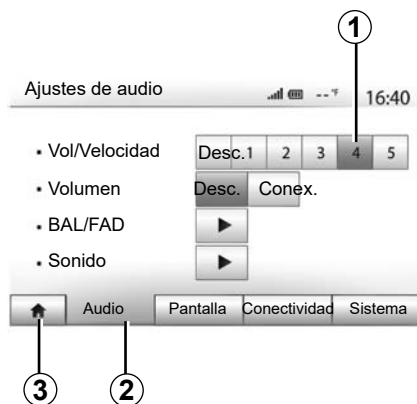 1
Ajustes de audio --°F 16:40
Vol/Velocidad Desc. 1 2 3 4 5
Volumen Desc. Conex.
BAL/FAD
Sonido
Audio Pantalla Conectividad Sistema
3 2